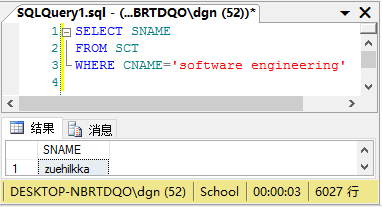 SQLQuery1.sql - (...BRTDQO\dgn (52))*
1 SELECT SNAME
2 FROM SCT
3 WHERE CNAME='software engineering'
4
结果 消息
SNAME
1 zuehilkka
DESKTOP-NBRTDQO\dgn (52) School 00:00:03 6027 行